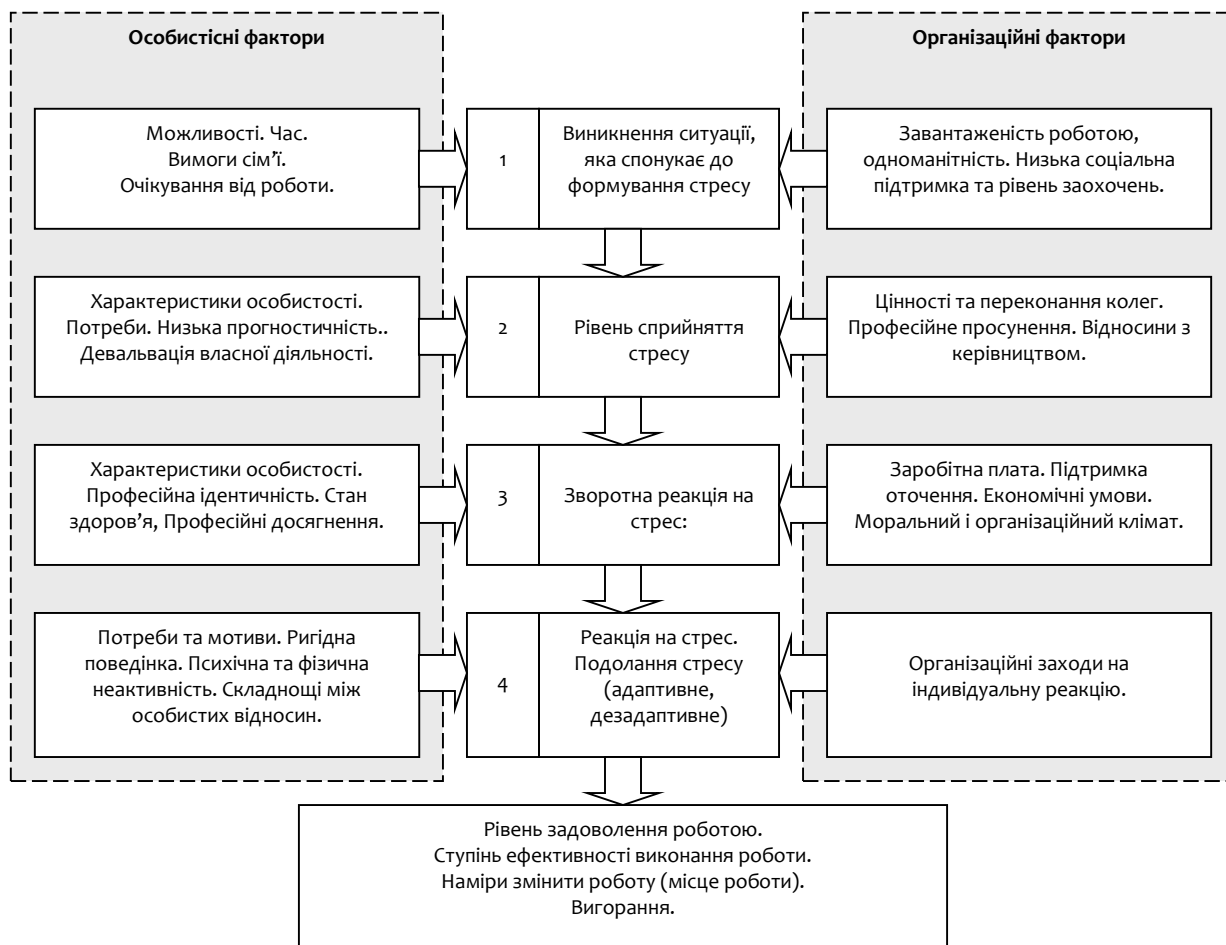 Особистісні фактори
Організаційні фактори
Можливості. Час.
Вимоги сім’ї.
Очікування від роботи.
1
Виникнення ситуації,
яка спонукає до
формування стресу
Завантаженість роботою,
одноманітність. Низька соціальна
підтримка та рівень заохочень.
Характеристики особистості.
Потреби. Низька прогностичність..
Девальвація власної діяльності.
2
Рівень сприйняття
стресу
Цінності та переконання колег.
Професійне просунення. Відносини з
керівництвом.
Характеристики особистості.
Професійна ідентичність. Стан
здоров’я, Професійні досягнення.
3
Зворотна реакція на
стрес:
Заробітна плата. Підтримка
оточення. Економічні умови.
Моральний і організаційний клімат.
Потреби та мотиви. Ригідна
поведінка. Психічна та фізична
неактивність. Складнощі між
особистих відносин.
4
Реакція на стрес.
Подолання стресу
(адаптивне,
дезадаптивне)
Організаційні заходи на
індивідуальну реакцію.
Рівень задоволення роботою.
Ступінь ефективності виконання роботи.
Наміри змінити роботу (місце роботи).
Вигорання.